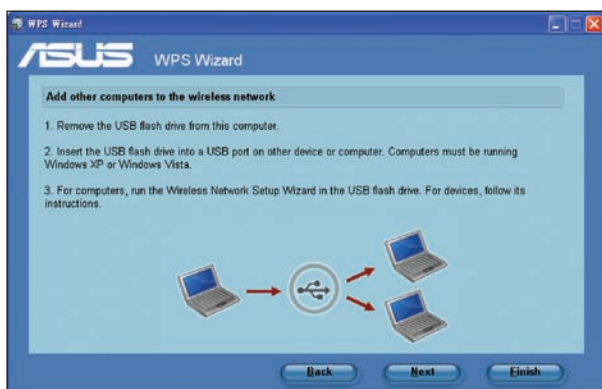 WPS Wizard
ASUS WPS Wizard
Add other computers to the wireless network
1. Remove the USB flash drive from this computer.
2. Insert the USB flash drive into a USB port on other device or computer. Computers must be running
Windows XP or Windows Vista.
3. For computers, run the Wireless Network Setup Wizard in the USB flash drive. For devices, follow its
instructions.
Back Next Finish